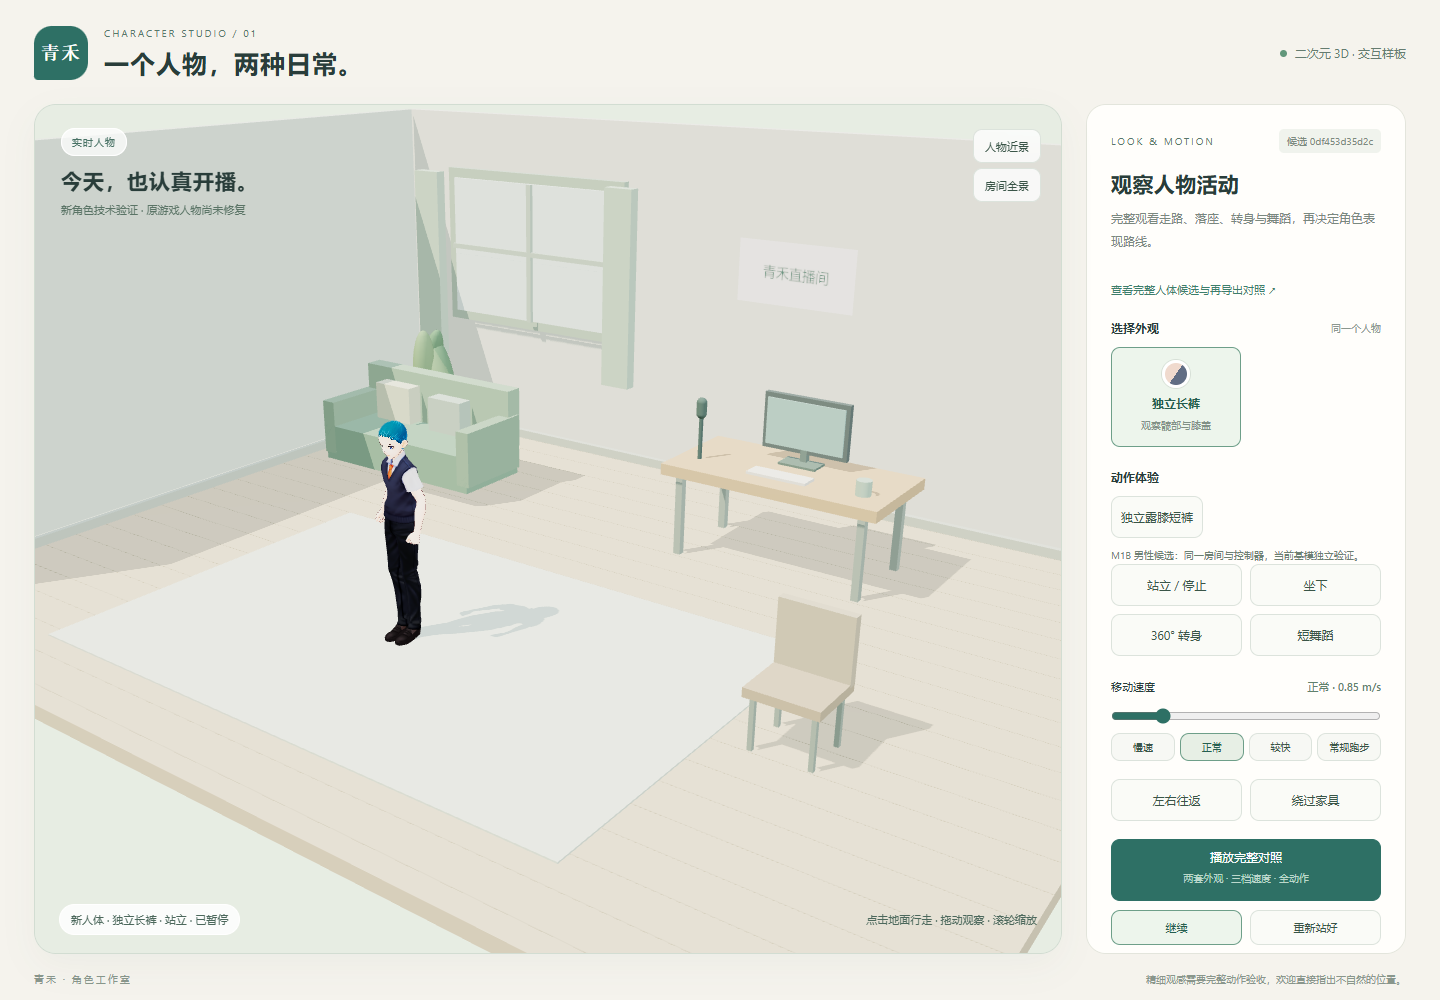 青禾
CHARACTER STUDIO / 01
一个人物，两种日常。
二次元 3D · 交互样板
实时人物
今天，也认真开播。
新角色技术验证 · 原游戏人物尚未修复
人物近景
房间全景
青禾直播间
新人体 · 独立长裤 · 站立 · 已暂停
点击地面行走 · 拖动观察 · 滚轮缩放
LOOK & MOTION
候选 0df453d35d2c
观察人物活动
完整观看走路、落座、转身与舞蹈，再决定角色表
现路线。
查看完整人体候选与再导出对照 ↗
选择外观
同一个人物
独立长裤
观察髋部与膝盖
动作体验
独立露膝短裤
M1B 男性候选：同一房间与控制器，当前基模独立验证。
站立 / 停止
坐下
360° 转身
短舞蹈
移动速度
正常 · 0.85 m/s
慢速
正常
较快
常规跑步
左右往返
绕过家具
播放完整对照
两套外观 · 三档速度 · 全动作
继续
重新站好
青禾 · 角色工作室
精细观感需要完整动作验收，欢迎直接指出不自然的位置。